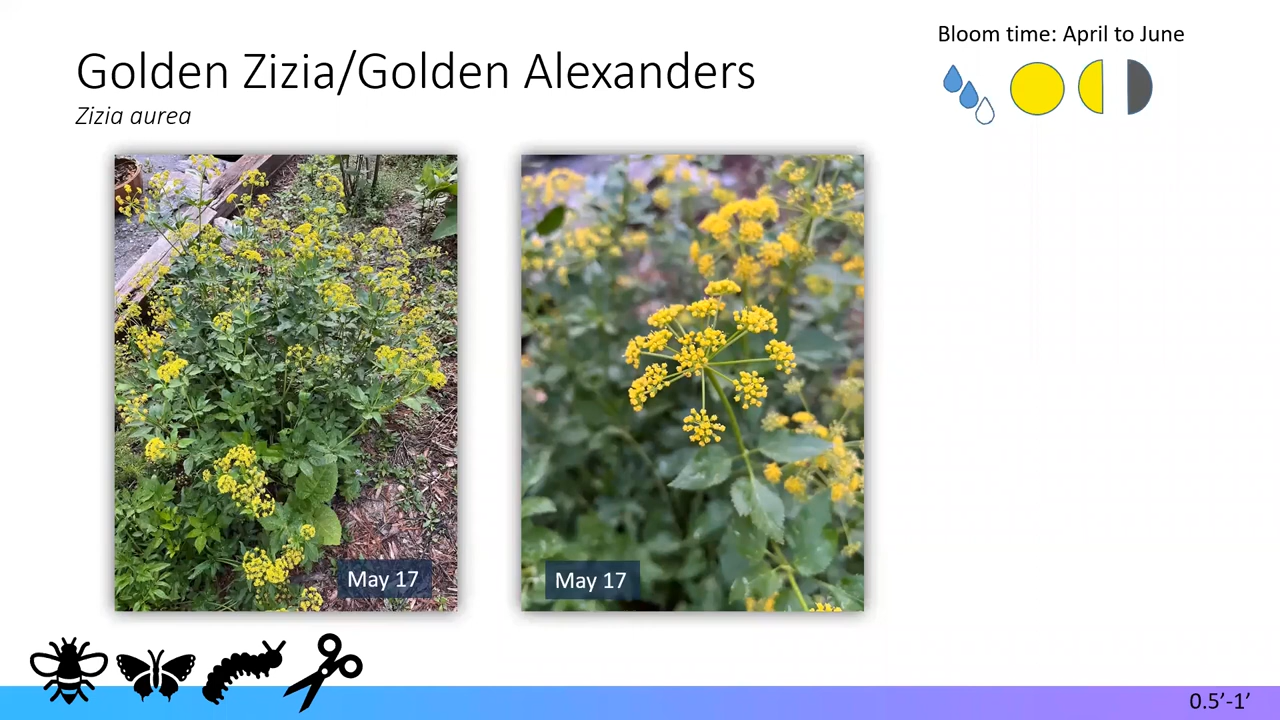 Bloom time: April to June
Golden Zizia/Golden Alexanders
Zizia aurea
May 17
May 17
0.5’-1’